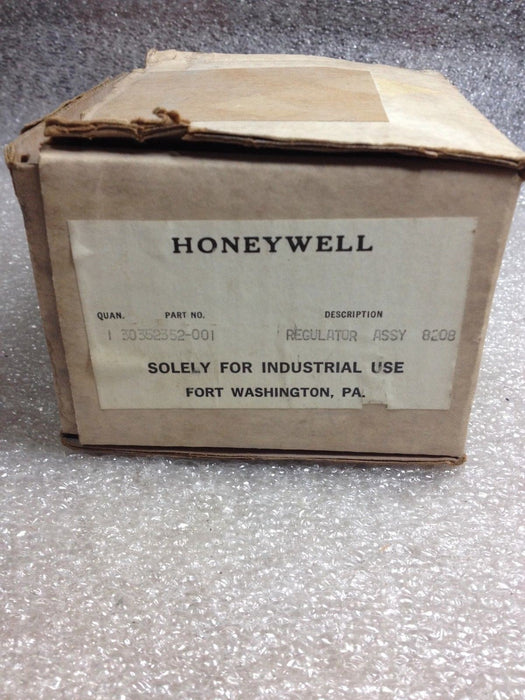 HONEYWELL
QUAN. PART NO. DESCRIPTION
1 30352352-001 REGULATOR ASSY 8208
SOLELY FOR INDUSTRIAL USE
FORT WASHINGTON, PA.